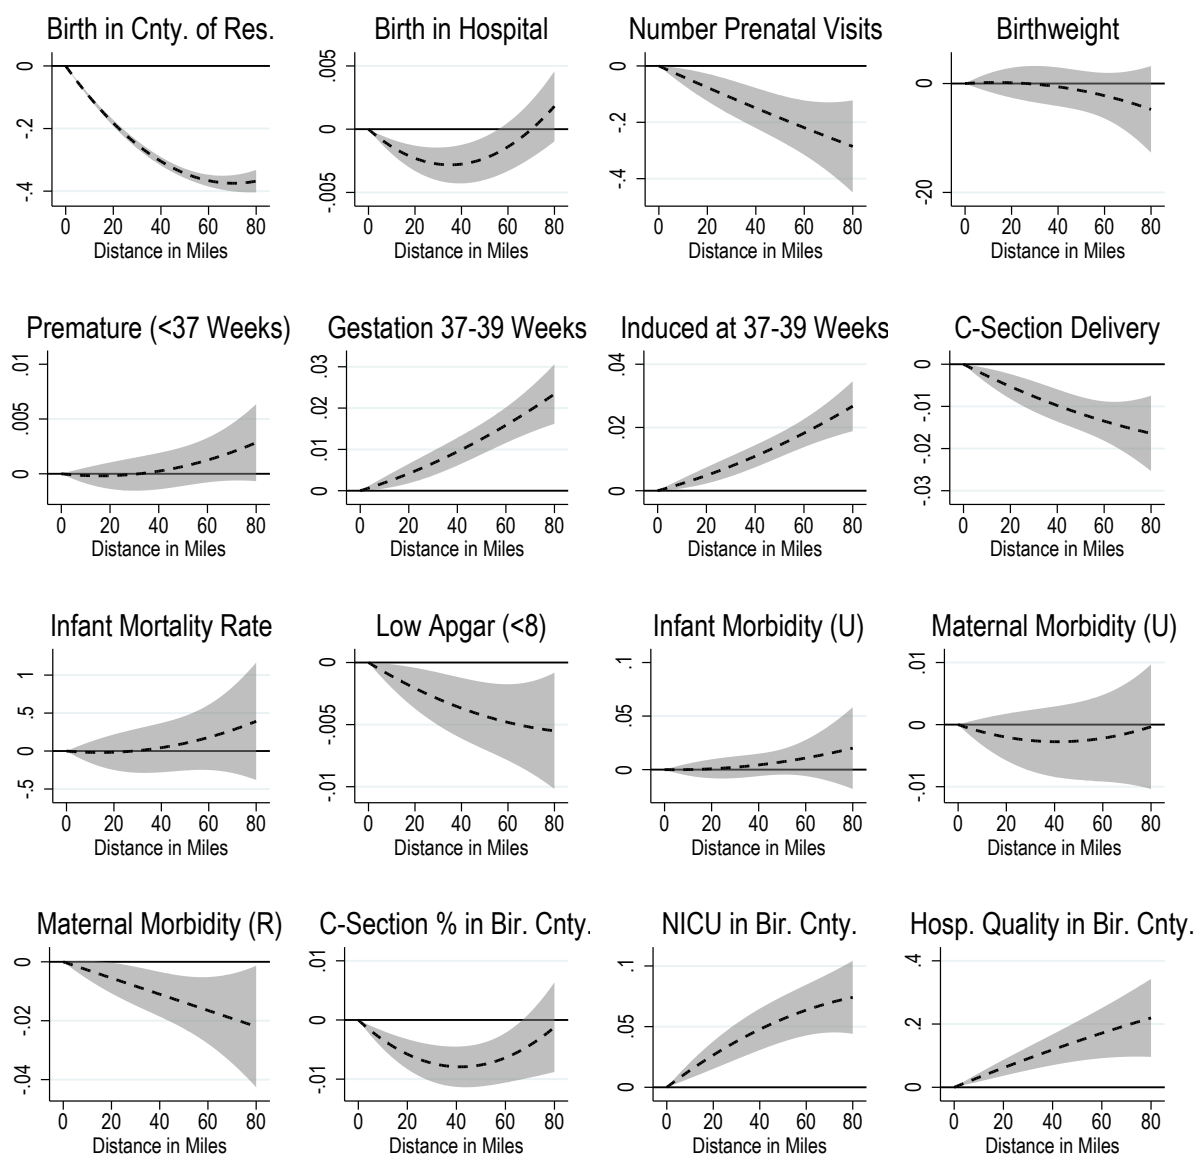 Birth in Cnty. of Res.
0
-.2
-.4
0 20 40 60 80
Distance in Miles
Birth in Hospital
.005
0
-.005
0 20 40 60 80
Distance in Miles
Number Prenatal Visits
0
-.2
-.4
0 20 40 60 80
Distance in Miles
Birthweight
0
-20
0 20 40 60 80
Distance in Miles
Premature (<37 Weeks)
.01
.005
0
0 20 40 60 80
Distance in Miles
Gestation 37-39 Weeks
.03
.02
.01
0
0 20 40 60 80
Distance in Miles
Induced at 37-39 Weeks
.04
.02
0
0 20 40 60 80
Distance in Miles
C-Section Delivery
0
-.01
-.02
-.03
0 20 40 60 80
Distance in Miles
Infant Mortality Rate
1
.5
0
-.5
0 20 40 60 80
Distance in Miles
Low Apgar (<8)
0
-.005
-.01
0 20 40 60 80
Distance in Miles
Infant Morbidity (U)
.1
.05
0
0 20 40 60 80
Distance in Miles
Maternal Morbidity (U)
.01
0
-.01
0 20 40 60 80
Distance in Miles
Maternal Morbidity (R)
0
-.02
-.04
0 20 40 60 80
Distance in Miles
C-Section % in Bir. Cnty.
.01
0
-.01
0 20 40 60 80
Distance in Miles
NICU in Bir. Cnty.
.1
.05
0
0 20 40 60 80
Distance in Miles
Hosp. Quality in Bir. Cnty.
.4
.2
0
0 20 40 60 80
Distance in Miles